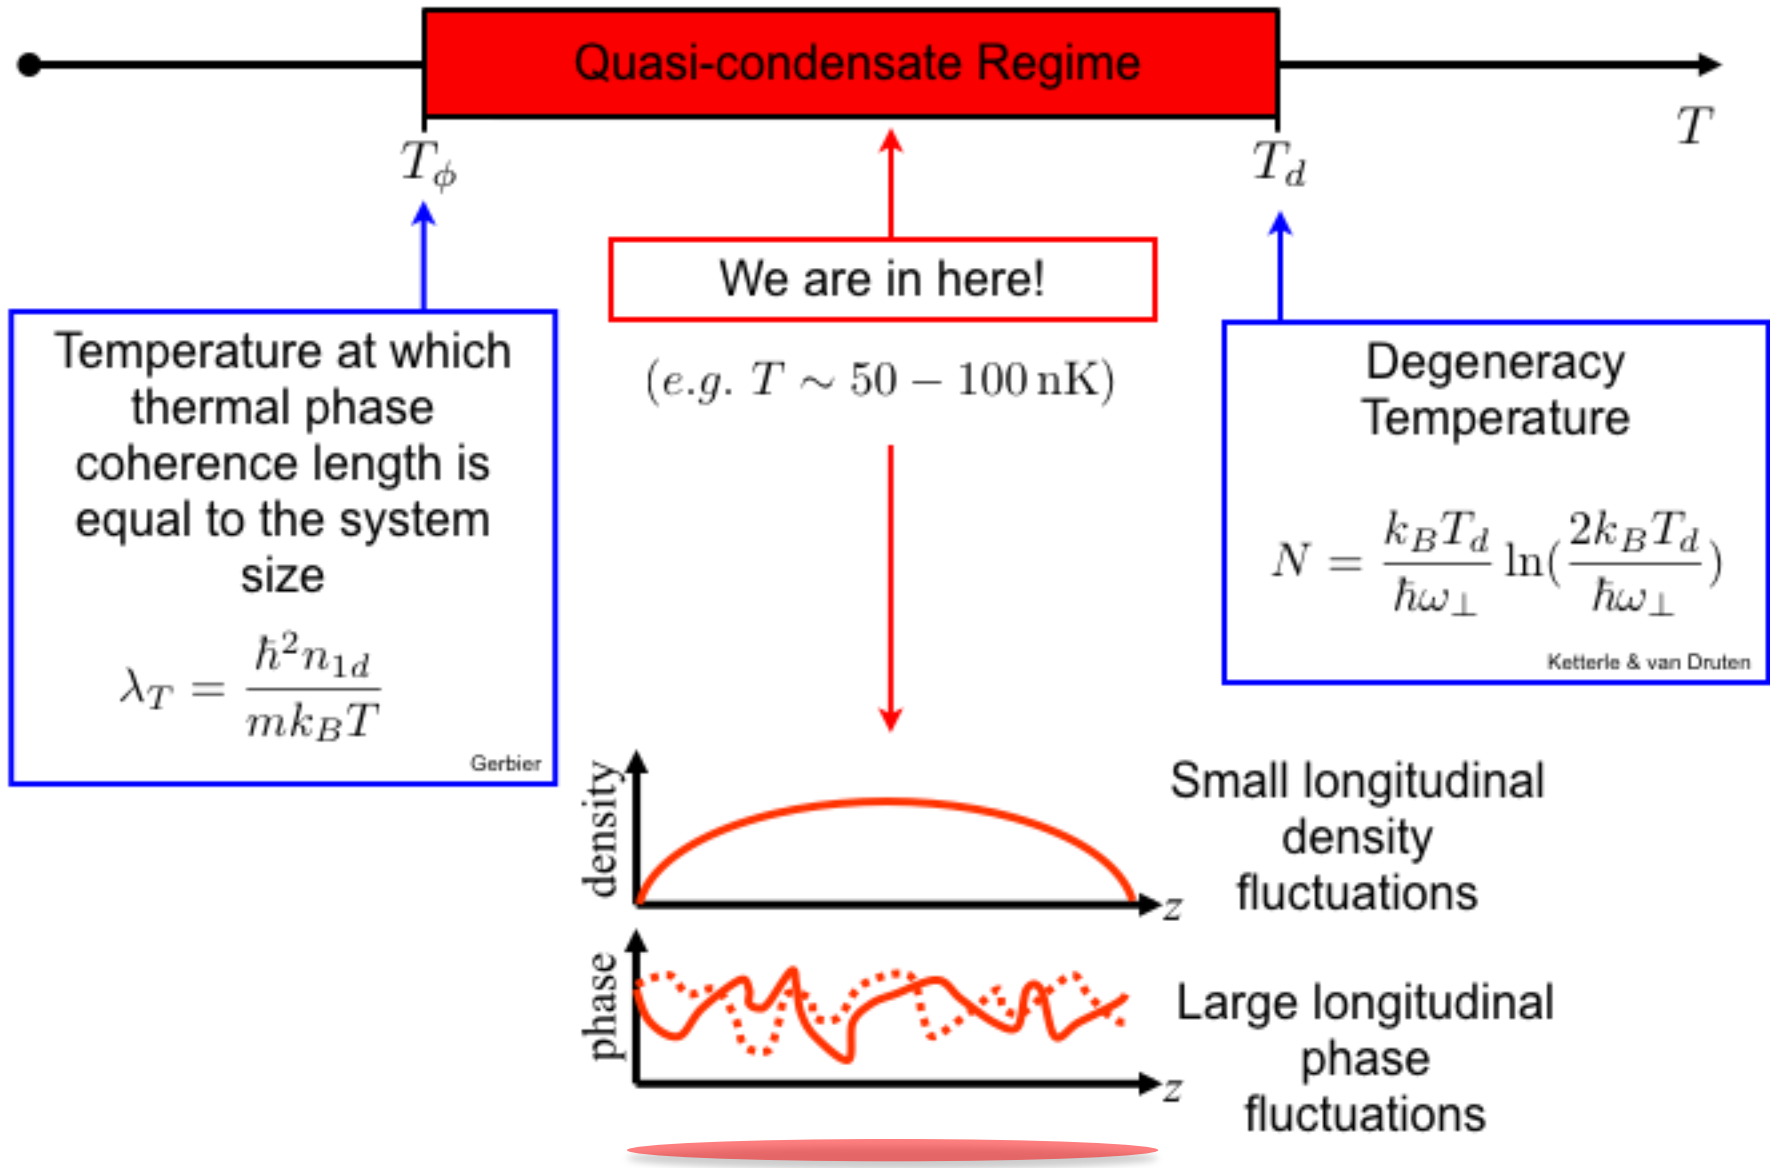 Quasi-condensate Regime
T
T_ϕ
T_d
We are in here!
(e.g. T ∼ 50 − 100 nK)
Temperature at which
thermal phase
coherence length is
equal to the system
size
λ_T = ħ²n_{1d} / mk_BT
Gerbier
Degeneracy
Temperature
N = k_BT_d / ħω_⊥ ln(2k_BT_d / ħω_⊥)
Ketterle & van Druten
density
z
Small longitudinal
density
fluctuations
phase
z
Large longitudinal
phase
fluctuations